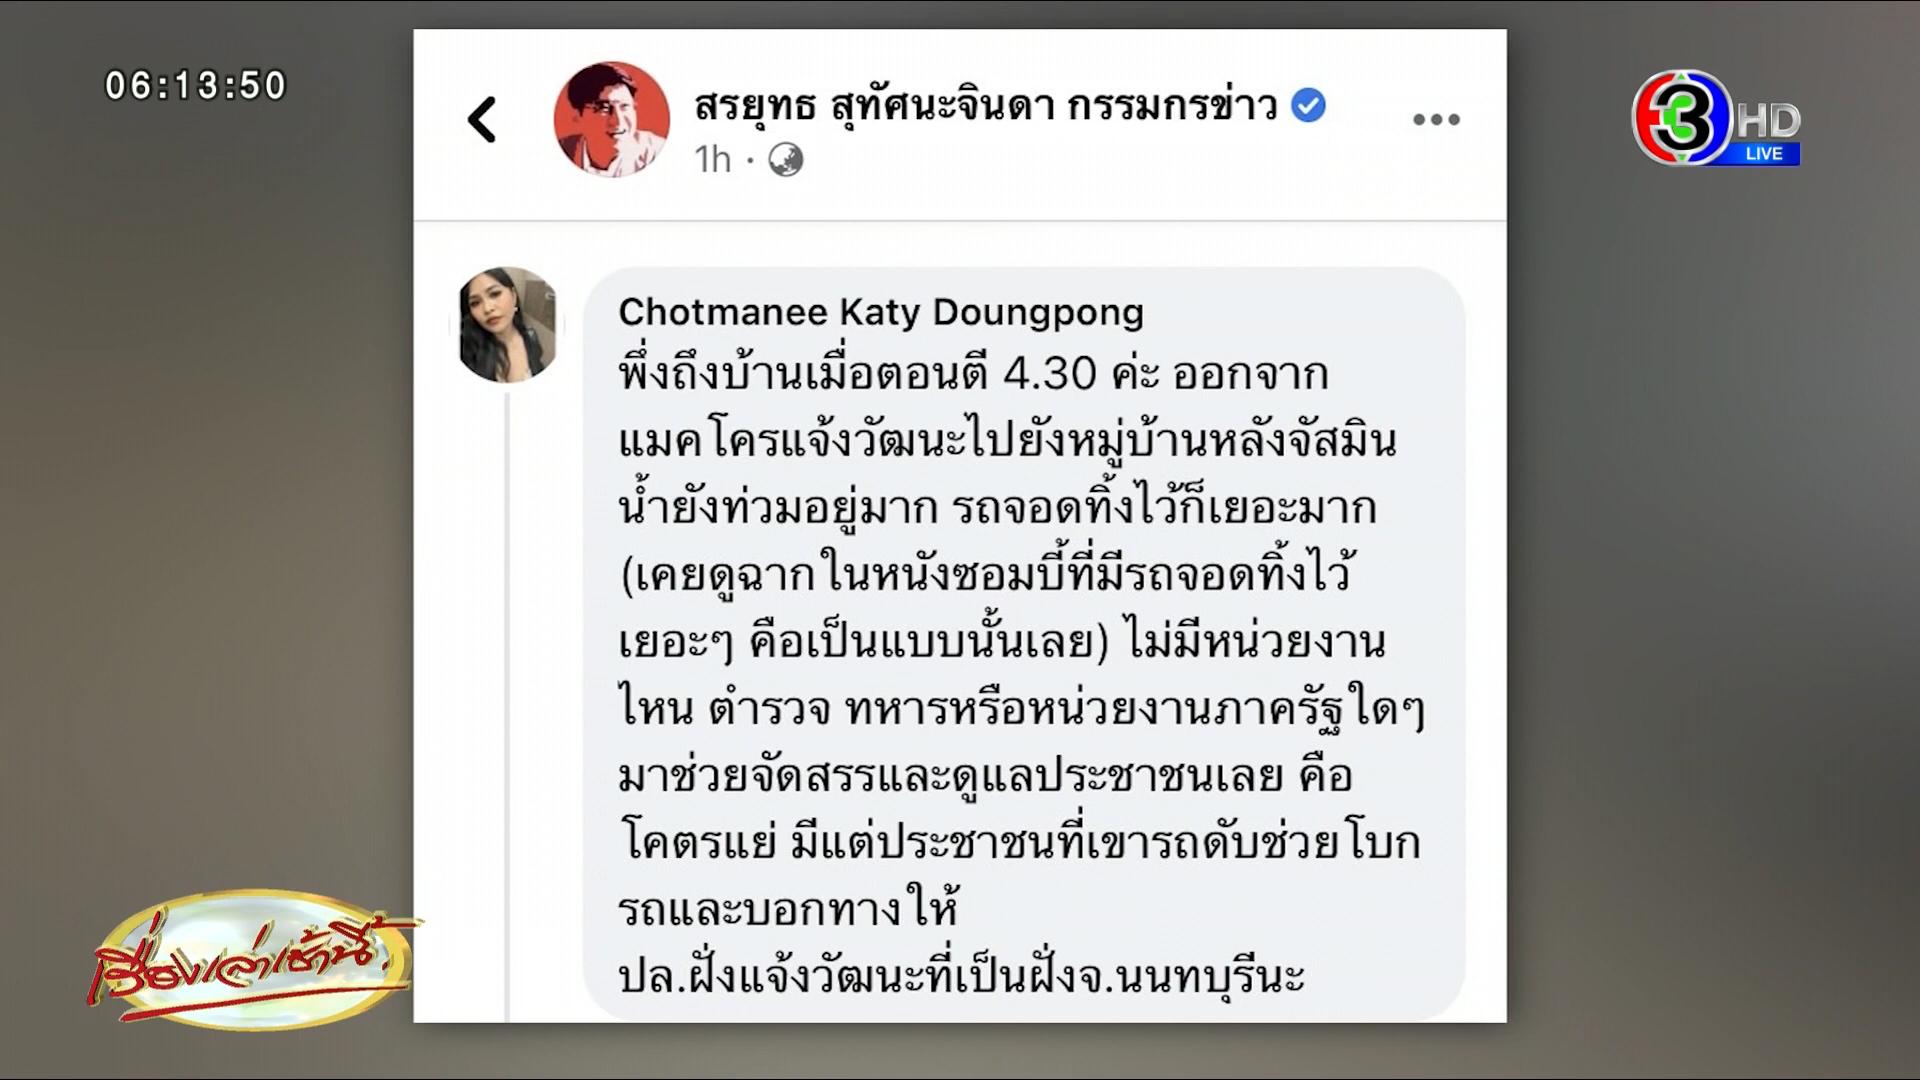 06:13:50
สรยุทธ สุทัศนะจินดา กรรมกรข่าว
1h ·
3 HD
LIVE
Chotmanee Katy Doungpong
พึ่งถึงบ้านเมื่อตอนตี 4.30 ค่ะ ออกจาก
แมคโครแจ้งวัฒนะไปยังหมู่บ้านหลังจัสมิน
น้ำยังท่วมอยู่มาก รถจอดทิ้งไว้ก็เยอะมาก
(เคยดูฉากในหนังซอมบี้ที่มีรถจอดทิ้งไว้
เยอะๆ คือเป็นแบบนั้นเลย) ไม่มีหน่วยงาน
ไหน ตำรวจ ทหารหรือหน่วยงานภาครัฐใดๆ
มาช่วยจัดสรรและดูแลประชาชนเลย คือ
โคตรแย่ มีแต่ประชาชนที่เขารถดับช่วยโบก
รถและบอกทางให้
ปล.ฝั่งแจ้งวัฒนะที่เป็นฝั่งจ.นนทบุรีนะ
เรื่องเล่าเช้านี้